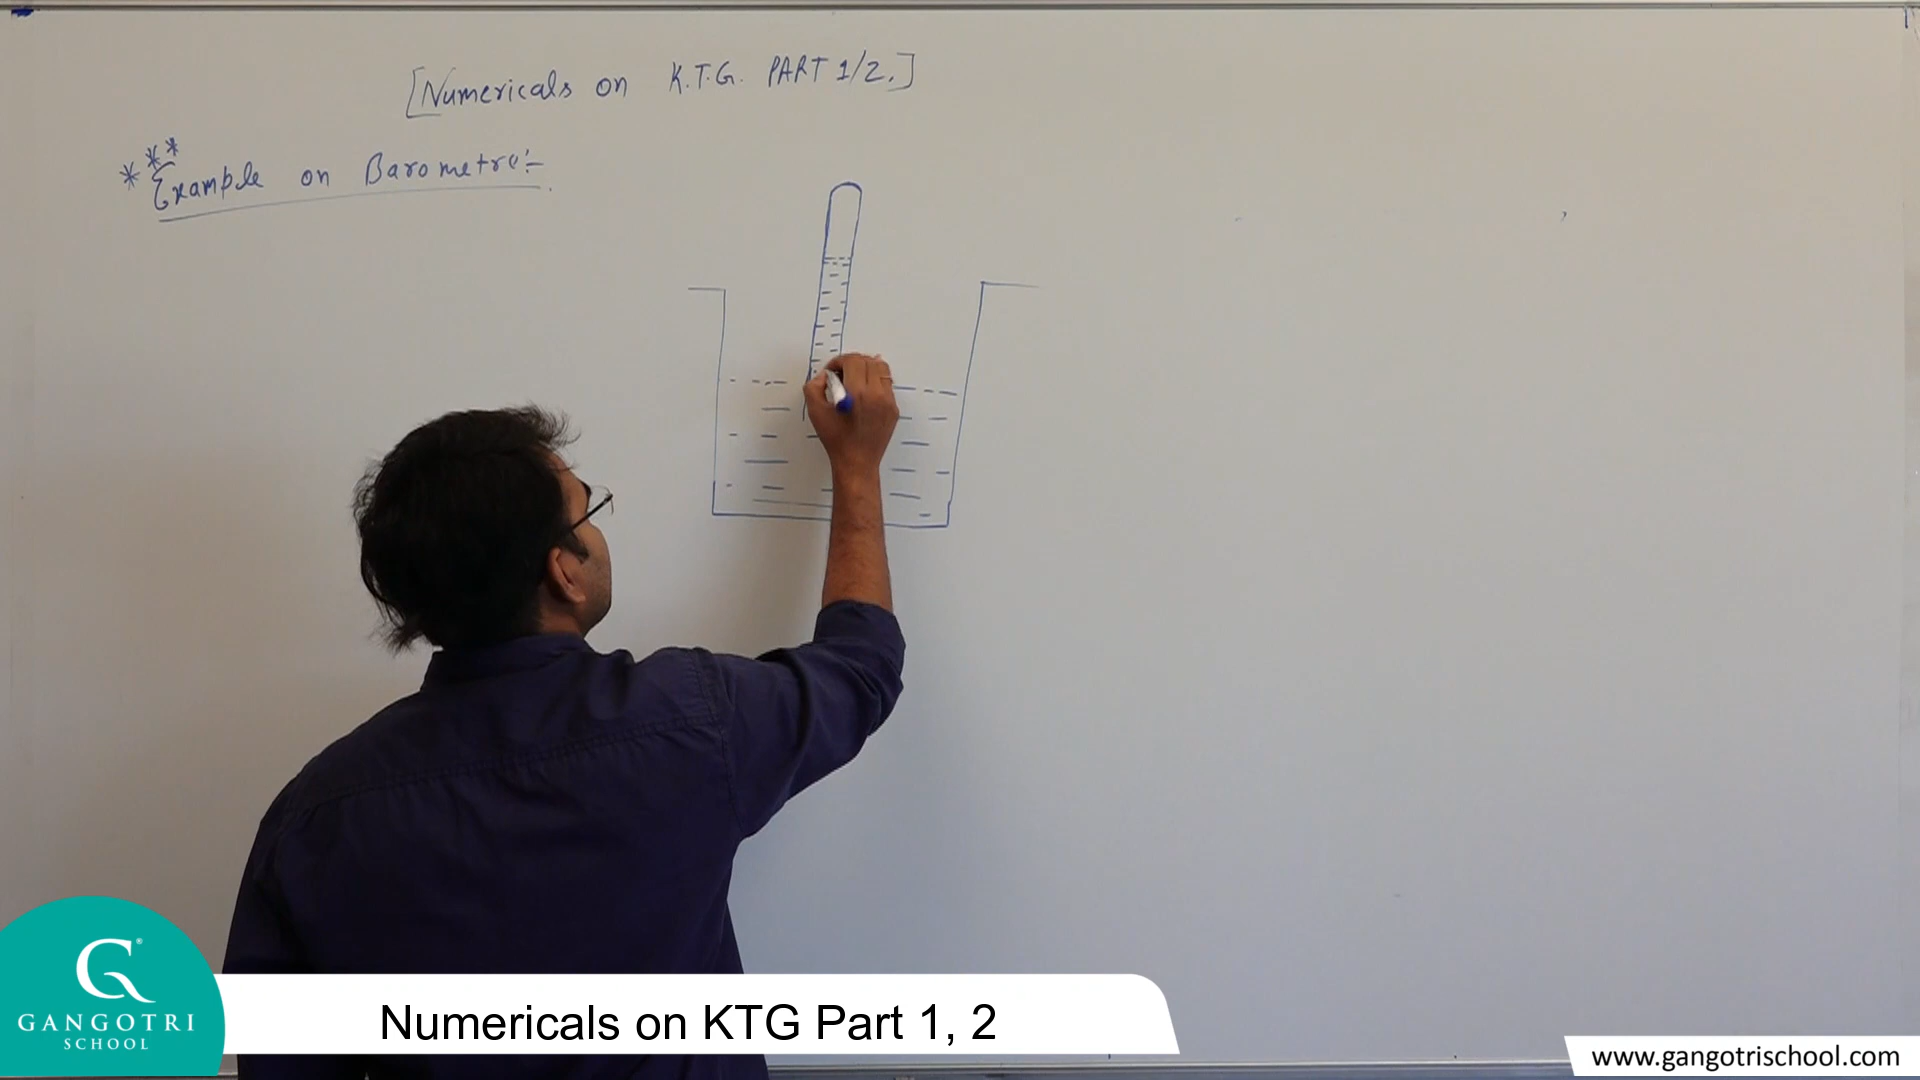 [Numericals on K.T.G. PART 1/2.]
*** Example on Barometre:-
GANGOTRI
SCHOOL
Numericals on KTG Part 1, 2
www.gangotrischool.com